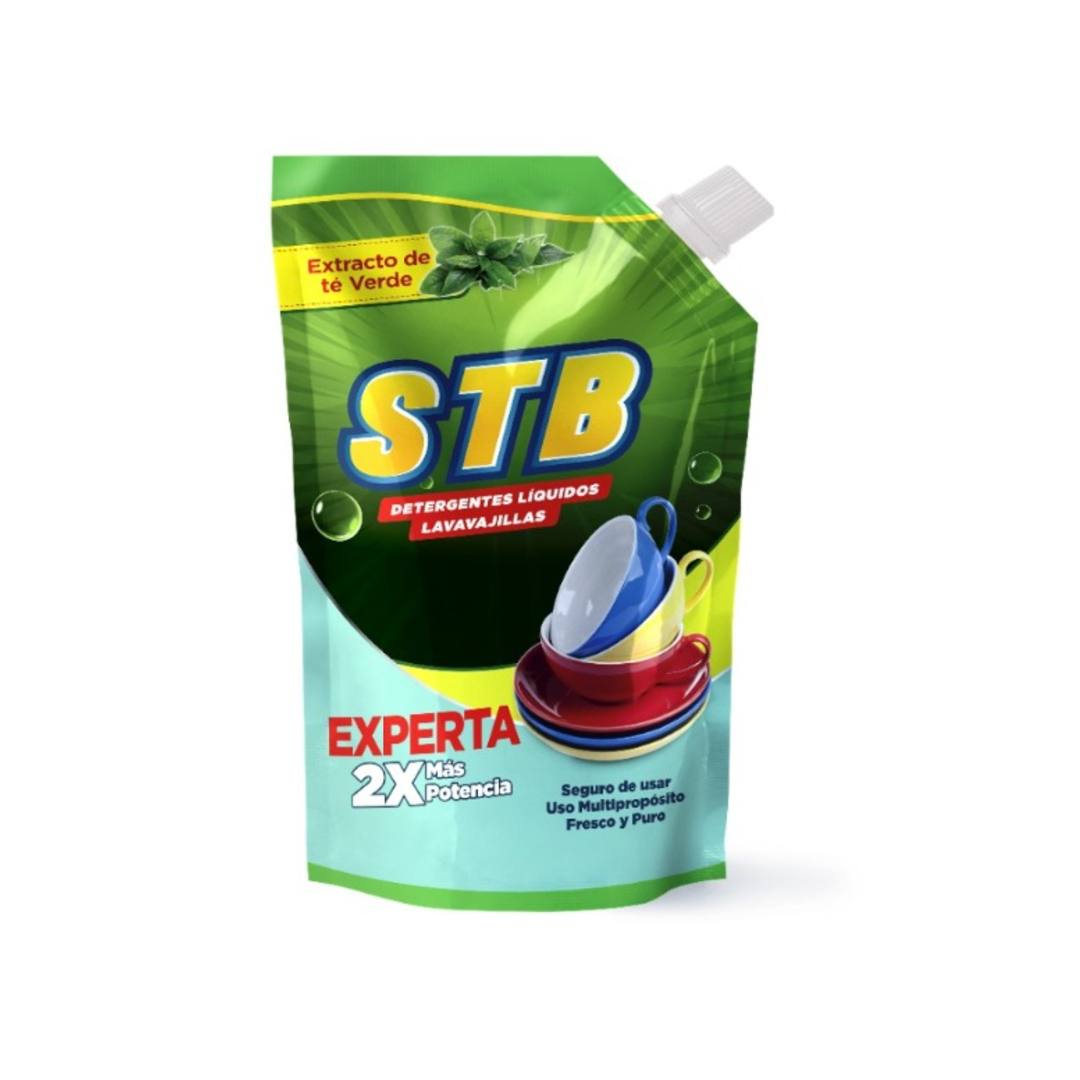 Extracto de
té Verde
STB
DETERGENTES LÍQUIDOS
LAVAVAJILLAS
EXPERTA
2X Más
Potencia
Seguro de usar
Uso Multipropósito
Fresco y Puro